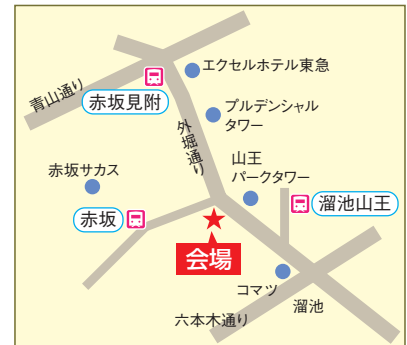 エクセルホテル東急
青山通り
赤坂見附
プルデンシャル
タワー
外堀通り
山王
パークタワー
赤坂サカス
赤坂
溜池山王
会場
コマツ
溜池
六本木通り